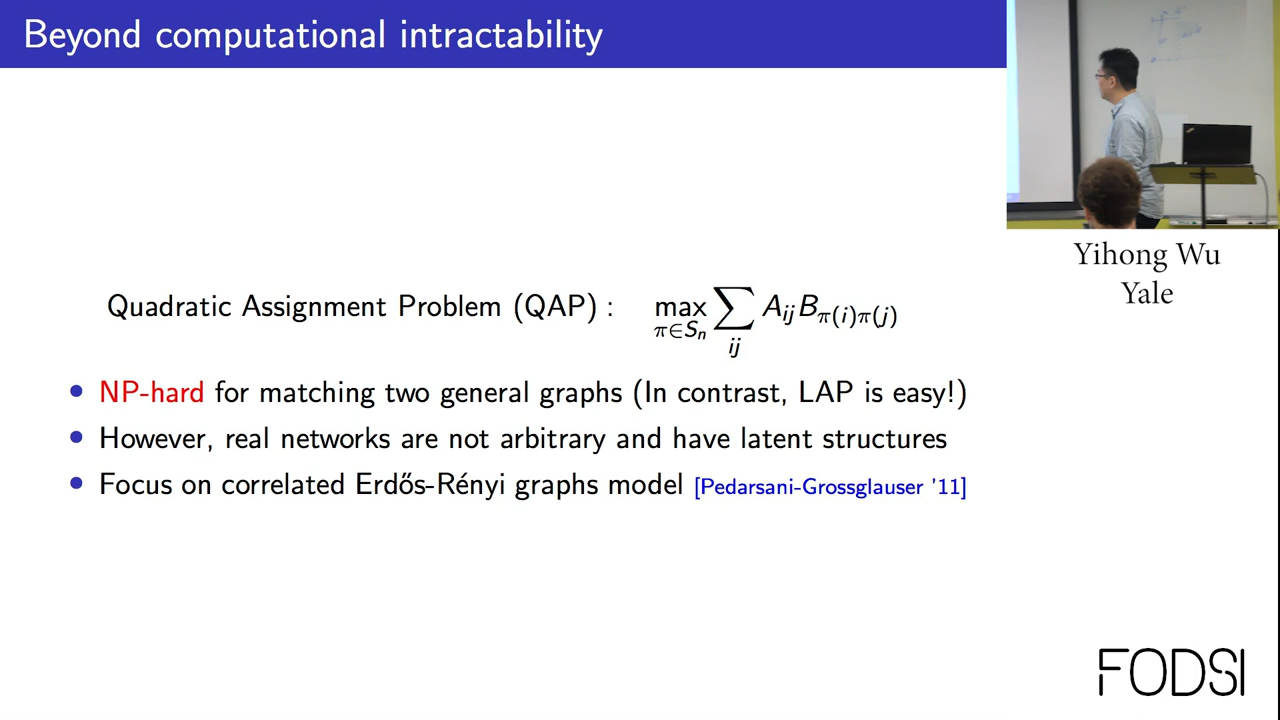 Beyond computational intractability
Quadratic Assignment Problem (QAP) : max_{π∈S_n} ∑_{ij} A_{ij}B_{π(i)π(j)}
• NP-hard for matching two general graphs (In contrast, LAP is easy!)
• However, real networks are not arbitrary and have latent structures
• Focus on correlated Erdős-Rényi graphs model [Pedarsani-Grossglauser '11]
Yihong Wu
Yale
FODSI